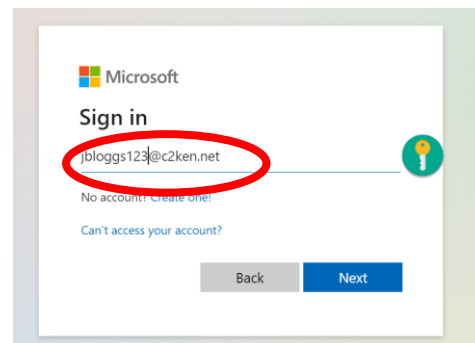 Microsoft
Sign in
jbloggs123@c2ken.net
No account? Create one!
Can't access your account?
Back Next